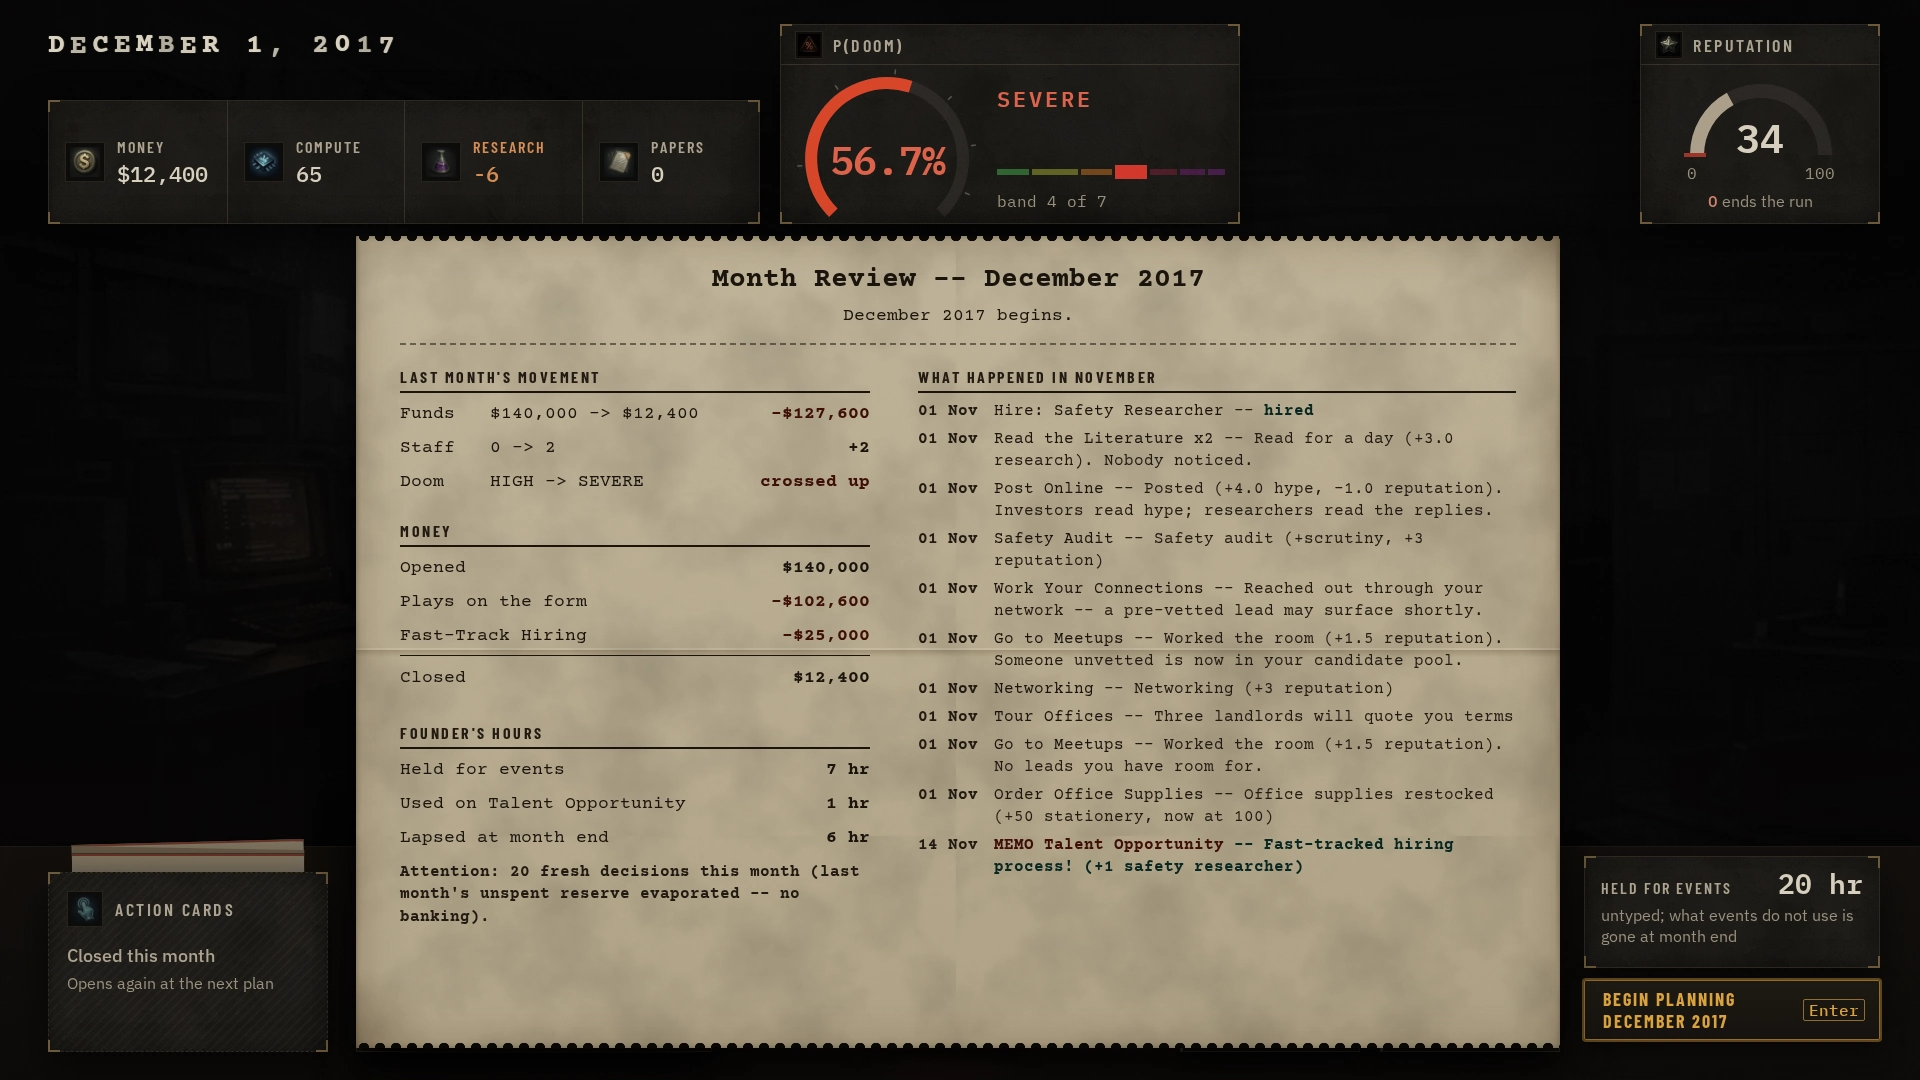 DECEMBER 1, 2017
MONEY
$12,400
COMPUTE
65
RESEARCH
-6
PAPERS
0
P(DOOM)
56.7%
SEVERE
band 4 of 7
REPUTATION
34
0
100
0 ends the run
Month Review -- December 2017
December 2017 begins.
LAST MONTH'S MOVEMENT
Funds $140,000 -> $12,400 -$127,600
Staff 0 -> 2 +2
Doom HIGH -> SEVERE crossed up
MONEY
Opened $140,000
Plays on the form -$102,600
Fast-Track Hiring -$25,000
Closed $12,400
FOUNDER'S HOURS
Held for events 7 hr
Used on Talent Opportunity 1 hr
Lapsed at month end 6 hr
Attention: 20 fresh decisions this month (last
month's unspent reserve evaporated -- no
banking).
WHAT HAPPENED IN NOVEMBER
01 Nov Hire: Safety Researcher -- hired
01 Nov Read the Literature x2 -- Read for a day (+3.0
research). Nobody noticed.
01 Nov Post Online -- Posted (+4.0 hype, -1.0 reputation).
Investors read hype; researchers read the replies.
01 Nov Safety Audit -- Safety audit (+scrutiny, +3
reputation)
01 Nov Work Your Connections -- Reached out through your
network -- a pre-vetted lead may surface shortly.
01 Nov Go to Meetups -- Worked the room (+1.5 reputation).
Someone unvetted is now in your candidate pool.
01 Nov Networking -- Networking (+3 reputation)
01 Nov Tour Offices -- Three landlords will quote you terms
01 Nov Go to Meetups -- Worked the room (+1.5 reputation).
No leads you have room for.
01 Nov Order Office Supplies -- Office supplies restocked
(+50 stationery, now at 100)
14 Nov MEMO Talent Opportunity -- Fast-tracked hiring
process! (+1 safety researcher)
ACTION CARDS
Closed this month
Opens again at the next plan
HELD FOR EVENTS 20 hr
untyped; what events do not use is
gone at month end
BEGIN PLANNING
DECEMBER 2017
Enter